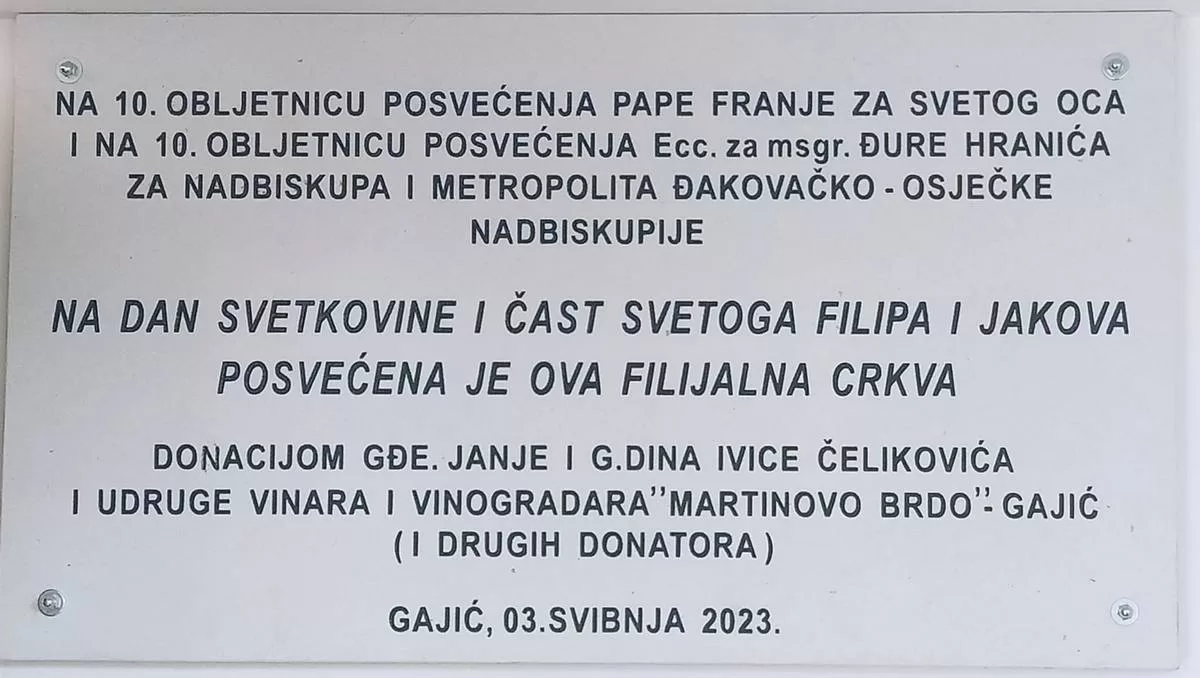 NA 10. OBLJETNICU POSVEĆENJA PAPE FRANJE ZA SVETOG OCA
I NA 10. OBLJETNICU POSVEĆENJA Ecc. za msgr. ĐURE HRANIĆA
ZA NADBISKUPA I METROPOLITA ĐAKOVAČKO - OSJEČKE
NADBISKUPIJE
NA DAN SVETKOVINE I ČAST SVETOGA FILIPA I JAKOVA
POSVEĆENA JE OVA FILIJALNA CRKVA
DONACIJOM GĐE. JANJE I G.DINA IVICE ČELIKOVIĆA
I UDRUGE VINARA I VINOGRADARA "MARTINOVO BRDO"- GAJIĆ
( I DRUGIH DONATORA )
GAJIĆ, 03.SVIBNJA 2023.